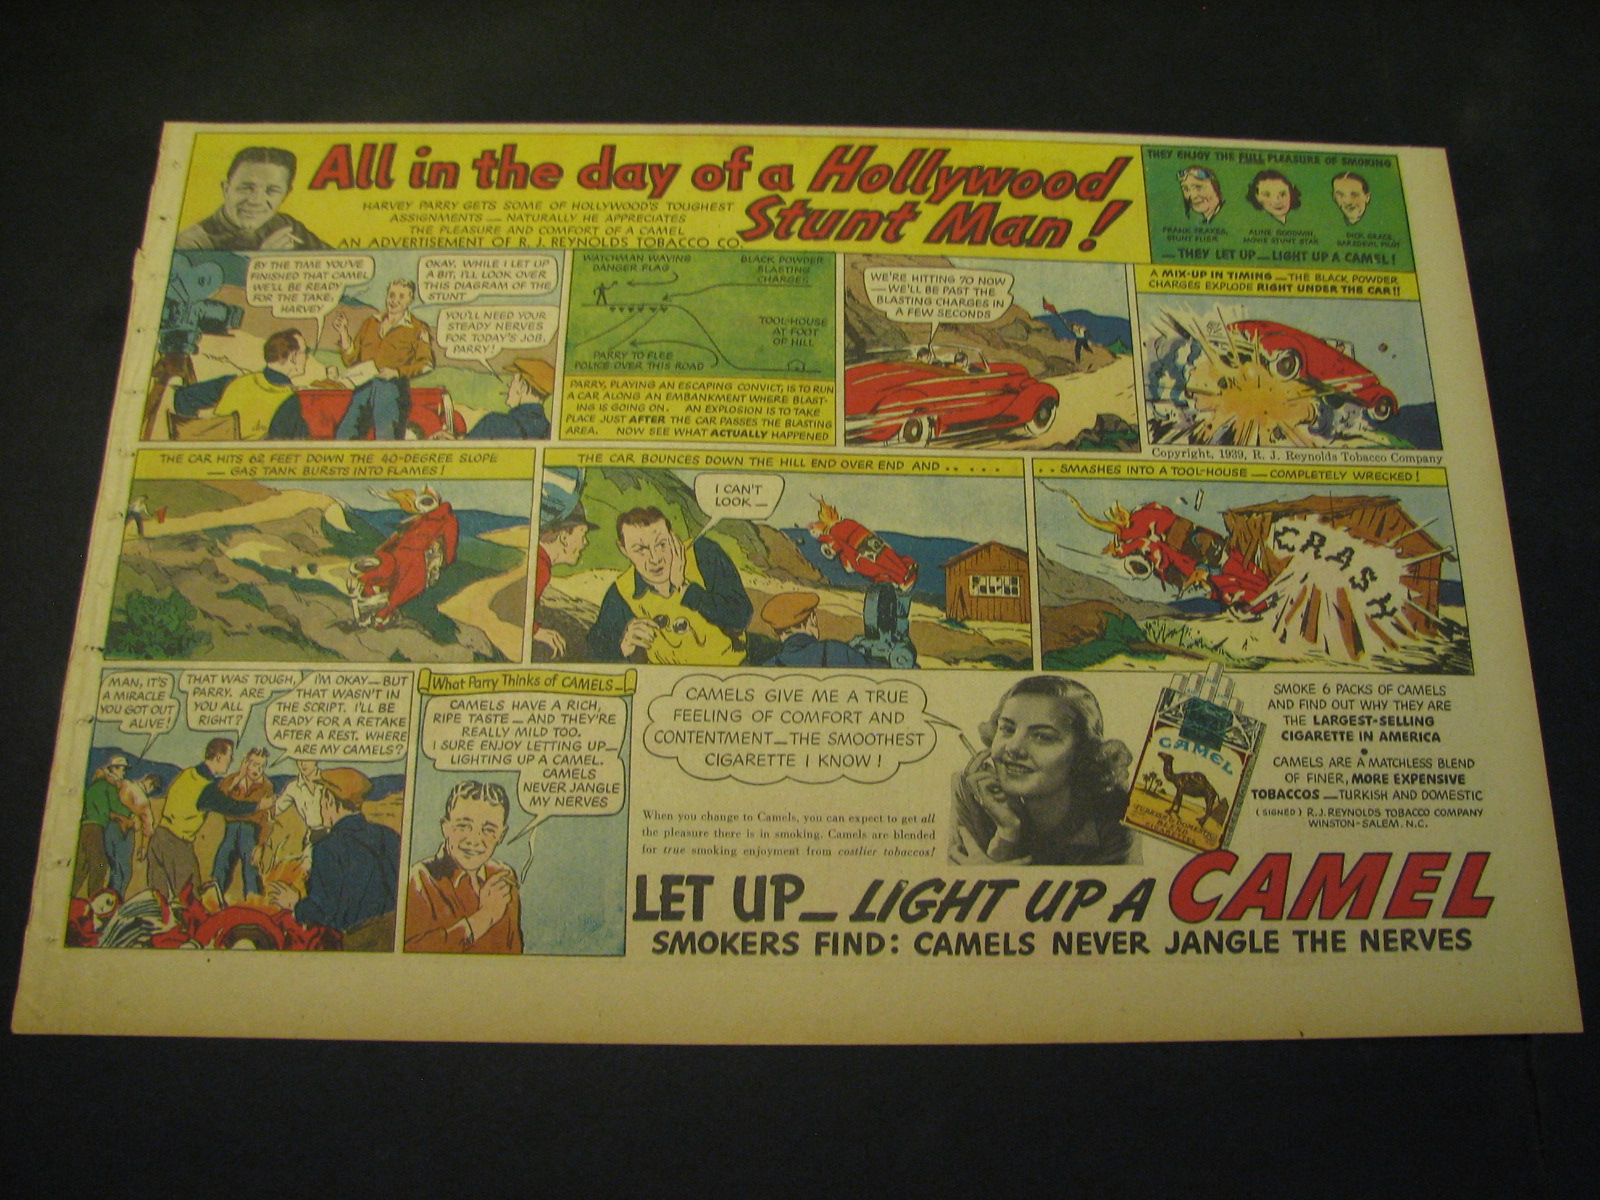 All in the day of a Hollywood
Stunt Man!
HARVEY PARRY GETS SOME OF HOLLYWOOD'S TOUGHEST
ASSIGNMENTS — NATURALLY HE APPRECIATES
THE PLEASURE AND COMFORT OF A CAMEL
AN ADVERTISEMENT OF R. J. REYNOLDS TOBACCO CO.
THEY ENJOY THE FULL PLEASURE OF SMOKING
FRANK
STUNT FLIER
ALINE GOODWIN,
MOVIE STUNT STAR
DICK GRACE,
DAREDEVIL PILOT
— THEY LET UP — LIGHT UP A CAMEL!
BY THE TIME YOU'VE
FINISHED THAT CAMEL
WE'LL BE READY
FOR THE TAKE,
HARVEY
OKAY. WHILE I LET UP
A BIT, I'LL LOOK OVER
THIS DIAGRAM OF THE
STUNT
YOU'LL NEED YOUR
STEADY NERVES
FOR TODAY'S JOB,
PARRY!
WATCHMAN WAVING
DANGER FLAG
BLACK POWDER
BLASTING
CHARGES
TOOL-HOUSE
AT FOOT
OF HILL
PARRY TO FLEE
POLICE OVER THIS ROAD
PARRY, PLAYING AN ESCAPING CONVICT, IS TO RUN
A CAR ALONG AN EMBANKMENT WHERE BLAST-
ING IS GOING ON. AN EXPLOSION IS TO TAKE
PLACE JUST AFTER THE CAR PASSES THE BLASTING
AREA. NOW SEE WHAT ACTUALLY HAPPENED
WE'RE HITTING 70 NOW
— WE'LL BE PAST THE
BLASTING CHARGES IN
A FEW SECONDS
A MIX-UP IN TIMING — THE BLACK POWDER
CHARGES EXPLODE RIGHT UNDER THE CAR!!
Copyright, 1939, R. J. Reynolds Tobacco Company
THE CAR HITS 62 FEET DOWN THE 40-DEGREE SLOPE
— GAS TANK BURSTS INTO FLAMES!
THE CAR BOUNCES DOWN THE HILL END OVER END AND . . . . . .
I CAN'T
LOOK —
. . SMASHES INTO A TOOL-HOUSE — COMPLETELY WRECKED!
CRASH
MAN, IT'S
A MIRACLE
YOU GOT OUT
ALIVE!
THAT WAS TOUGH,
PARRY. ARE
YOU ALL
RIGHT?
I'M OKAY — BUT
THAT WASN'T IN
THE SCRIPT. I'LL BE
READY FOR A RETAKE
AFTER A REST. WHERE
ARE MY CAMELS?
What Parry Thinks of CAMELS—
CAMELS HAVE A RICH,
RIPE TASTE — AND THEY'RE
REALLY MILD TOO.
I SURE ENJOY LETTING UP—
LIGHTING UP A CAMEL.
CAMELS
NEVER JANGLE
MY NERVES
CAMELS GIVE ME A TRUE
FEELING OF COMFORT AND
CONTENTMENT — THE SMOOTHEST
CIGARETTE I KNOW!
When you change to Camels, you can expect to get all
the pleasure there is in smoking. Camels are blended
for true smoking enjoyment from costlier tobaccos!
CAMEL
TURKISH & DOMESTIC
BLEND
CIGARETTES
SMOKE 6 PACKS OF CAMELS
AND FIND OUT WHY THEY ARE
THE LARGEST-SELLING
CIGARETTE IN AMERICA
•
CAMELS ARE A MATCHLESS BLEND
OF FINER, MORE EXPENSIVE
TOBACCOS — TURKISH AND DOMESTIC
(SIGNED) R. J. REYNOLDS TOBACCO COMPANY
WINSTON-SALEM. N.C.
LET UP — LIGHT UP A CAMEL
SMOKERS FIND: CAMELS NEVER JANGLE THE NERVES